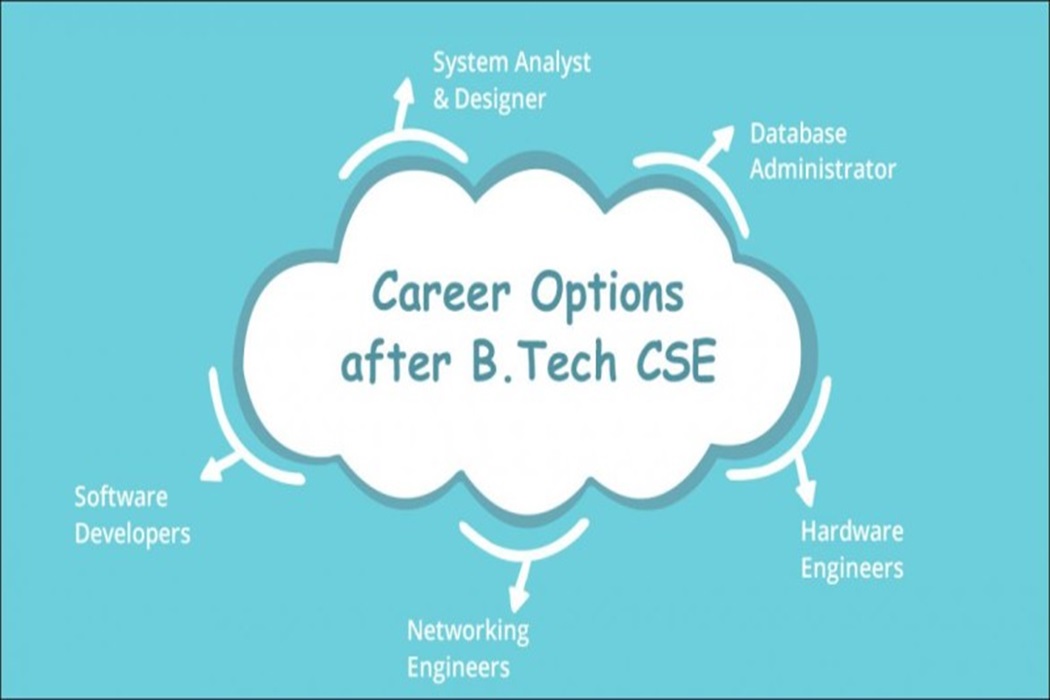 System Analyst
& Designer
Database
Administrator
Career Options
after B.Tech CSE
Software
Developers
Hardware
Engineers
Networking
Engineers